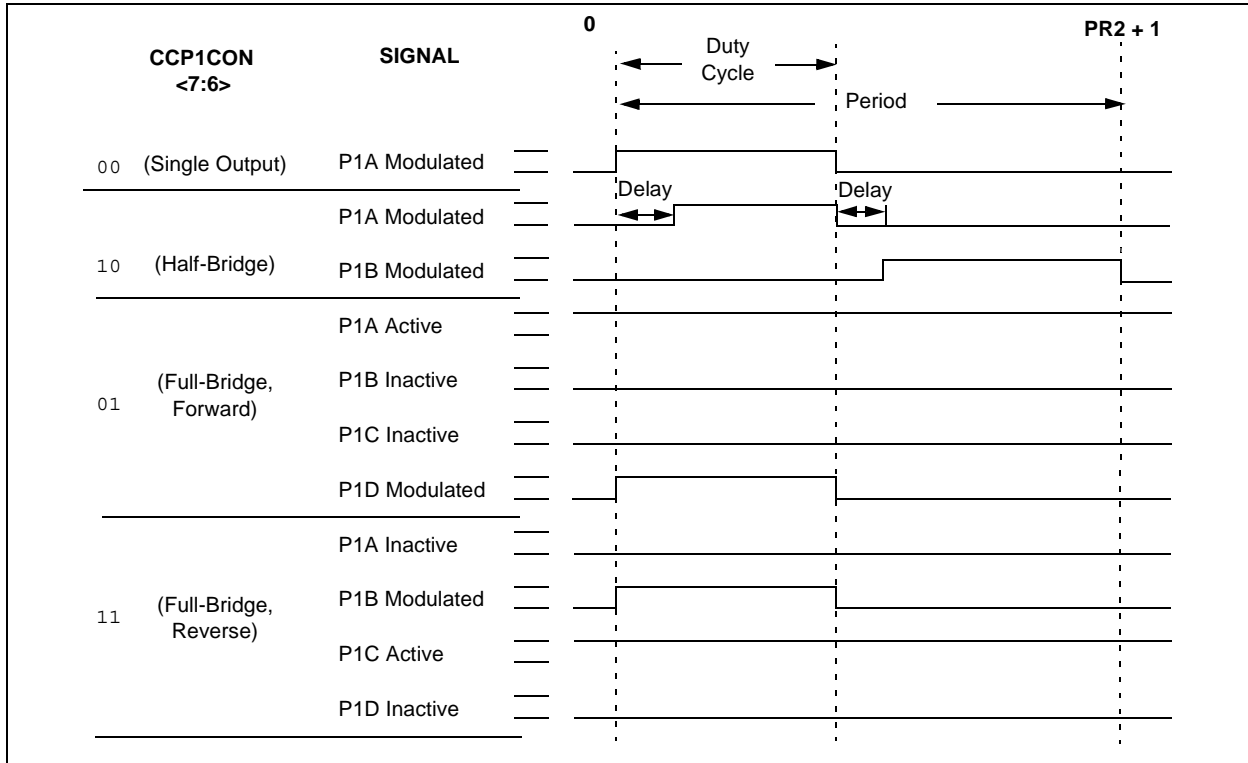 0
PR2 + 1
CCP1CON
<7:6>
SIGNAL
Duty
Cycle
Period
00 (Single Output) P1A Modulated
Delay
Delay
P1A Modulated
10 (Half-Bridge) P1B Modulated
P1A Active
(Full-Bridge,
Forward)
P1B Inactive
01
P1C Inactive
P1D Modulated
P1A Inactive
(Full-Bridge,
Reverse)
P1B Modulated
11
P1C Active
P1D Inactive